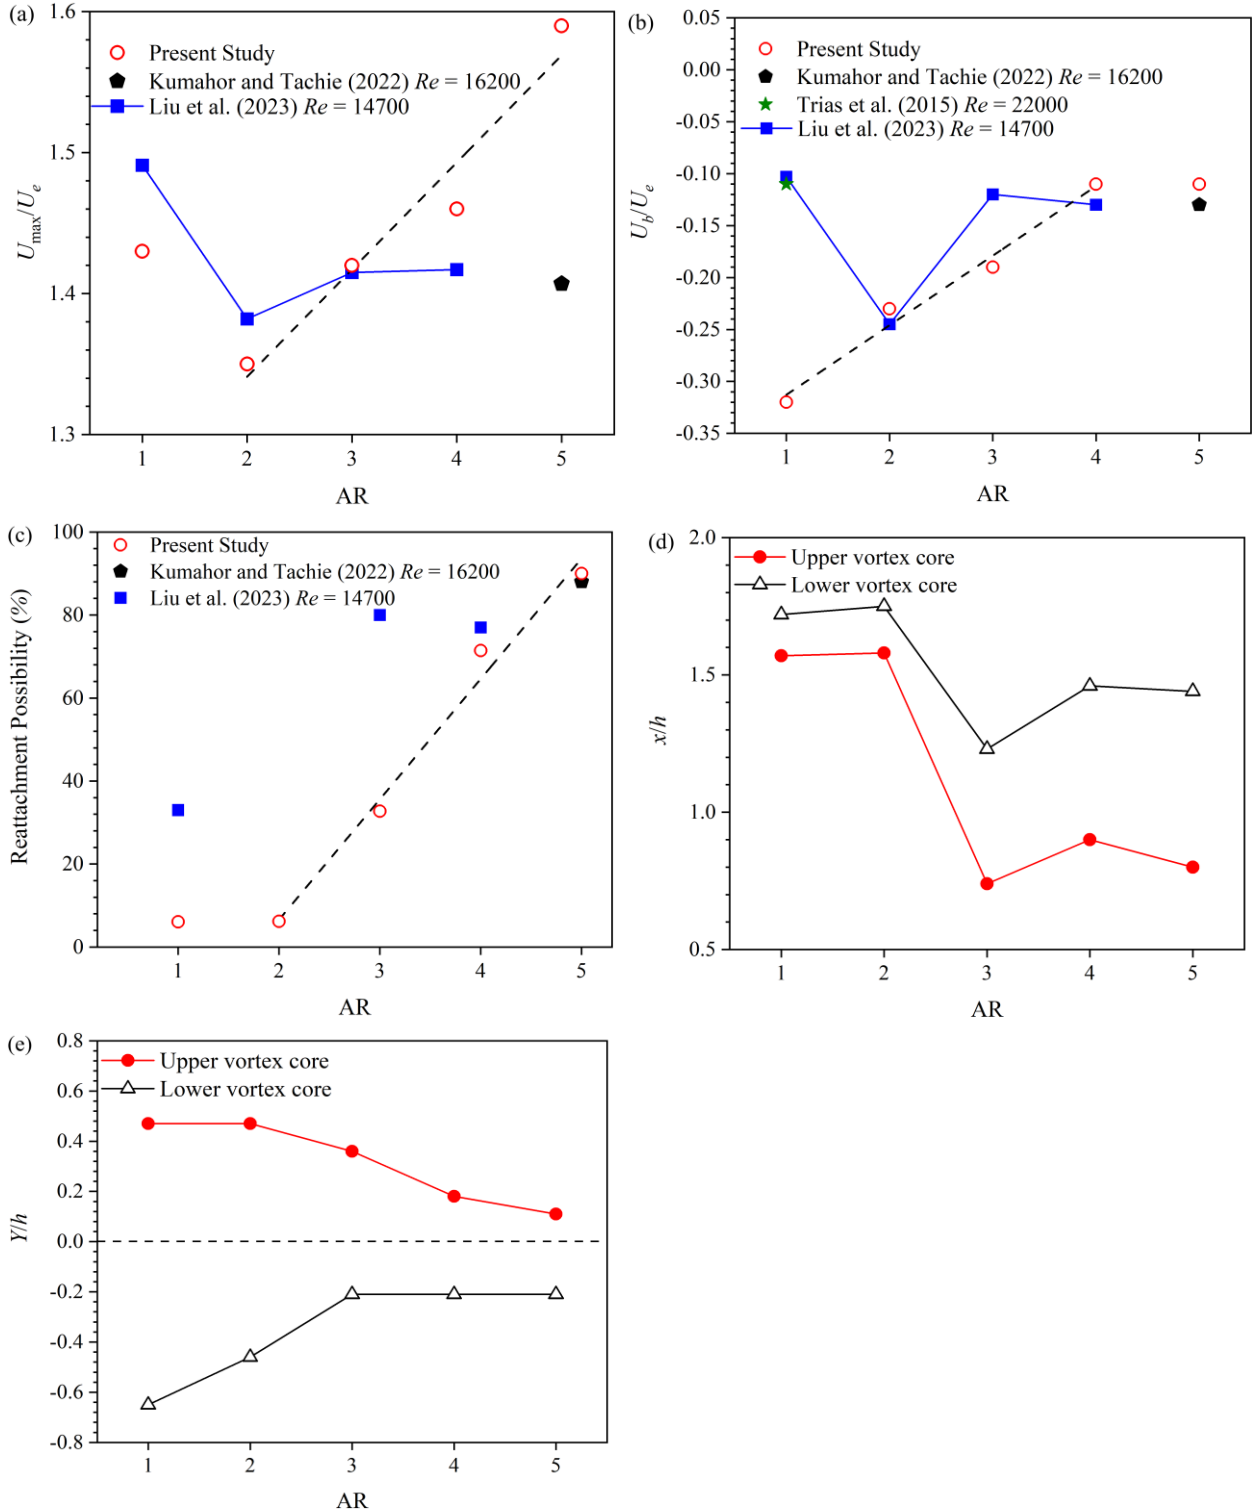 (a)
1.6
1.5
1.4
1.3
U_max/U_e
Present Study
Kumahor and Tachie (2022) Re = 16200
Liu et al. (2023) Re = 14700
1 2 3 4 5
AR
(b)
0.05
0.00
-0.05
-0.10
-0.15
-0.20
-0.25
-0.30
-0.35
U_b/U_e
Present Study
Kumahor and Tachie (2022) Re = 16200
Trias et al. (2015) Re = 22000
Liu et al. (2023) Re = 14700
1 2 3 4 5
AR
(c)
100
80
60
40
20
0
Reattachment Possibility (%)
Present Study
Kumahor and Tachie (2022) Re = 16200
Liu et al. (2023) Re = 14700
1 2 3 4 5
AR
(d)
2.0
1.5
1.0
0.5
x/h
Upper vortex core
Lower vortex core
1 2 3 4 5
AR
(e)
0.8
0.6
0.4
0.2
0.0
-0.2
-0.4
-0.6
-0.8
Y/h
Upper vortex core
Lower vortex core
1 2 3 4 5
AR